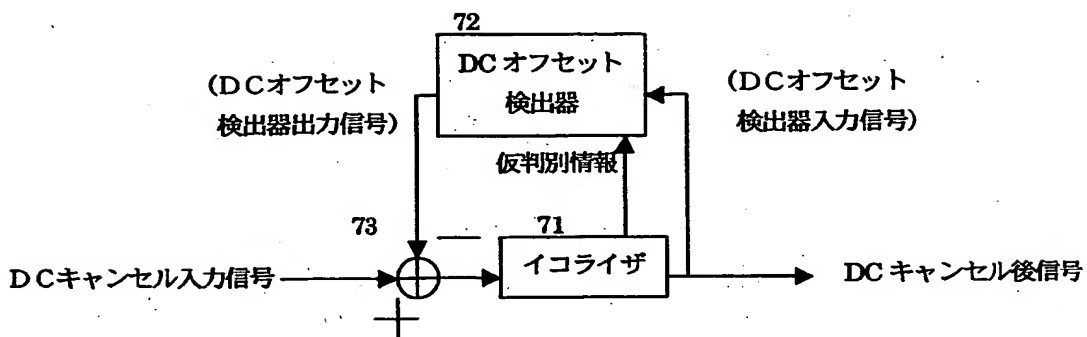 72
DC オフセット
検出器
(DCオフセット
検出器出力信号)
(DCオフセット
検出器入力信号)
仮判別情報
73
71
イコライザ
DCキャンセル入力信号
DC キャンセル後信号